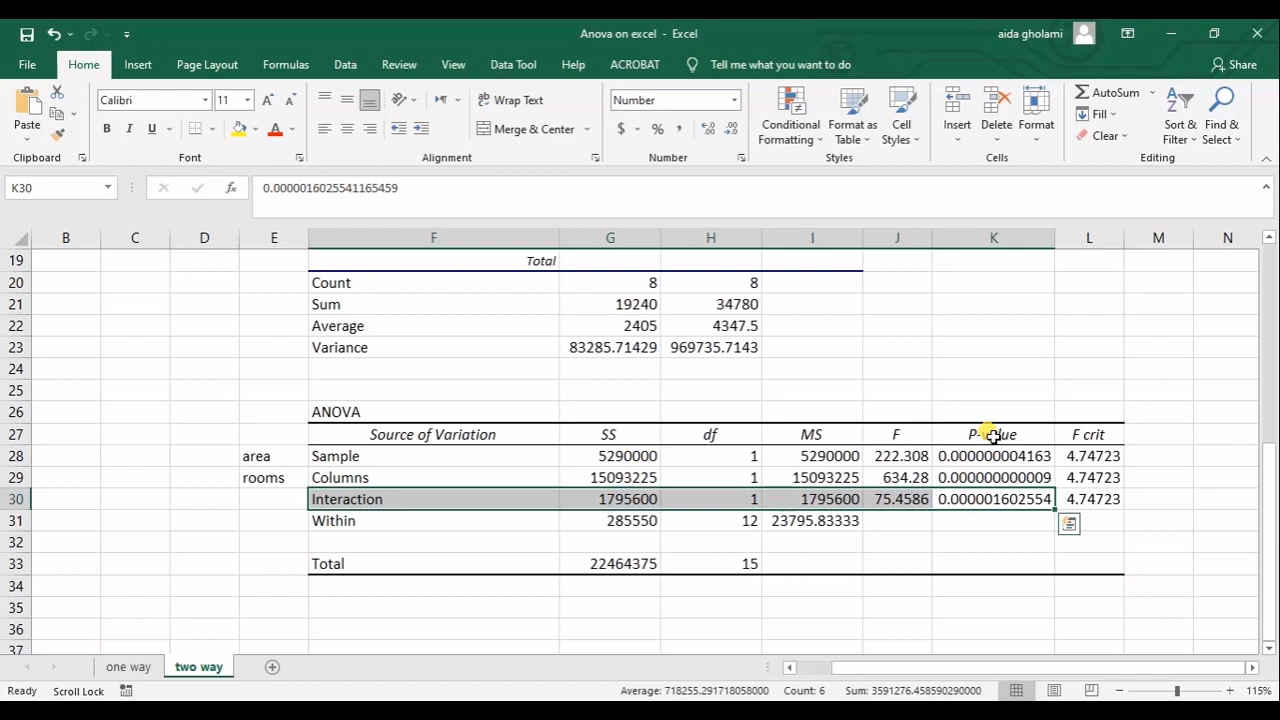 Anova on excel - Excel
aida gholami
File Home Insert Page Layout Formulas Data Review View Data Tool Help ACROBAT Tell me what you want to do Share
Paste
Calibri 11
B I U
Wrap Text
Merge & Center
Number
$ % ,
Conditional Formatting
Format as Table
Cell Styles
Insert Delete Format
AutoSum
Fill
Clear
Sort & Filter
Find & Select
Clipboard Font Alignment Number Styles Cells Editing
K30 fx 0.0000016025541165459
B C D E F G H I J K L M N
19 Total
20 Count 8 8
21 Sum 19240 34780
22 Average 2405 4347.5
23 Variance 83285.71429 969735.7143
24
25
26 ANOVA
27 Source of Variation SS df MS F P-value F crit
28 area Sample 5290000 1 5290000 222.308 0.000000004163 4.74723
29 rooms Columns 15093225 1 15093225 634.28 0.000000000009 4.74723
30 Interaction 1795600 1 1795600 75.4586 0.000001602554 4.74723
31 Within 285550 12 23795.83333
32
33 Total 22464375 15
34
35
36
37
one way two way
Ready Scroll Lock Average: 718255.291718058000 Count: 6 Sum: 3591276.458590290000 115%